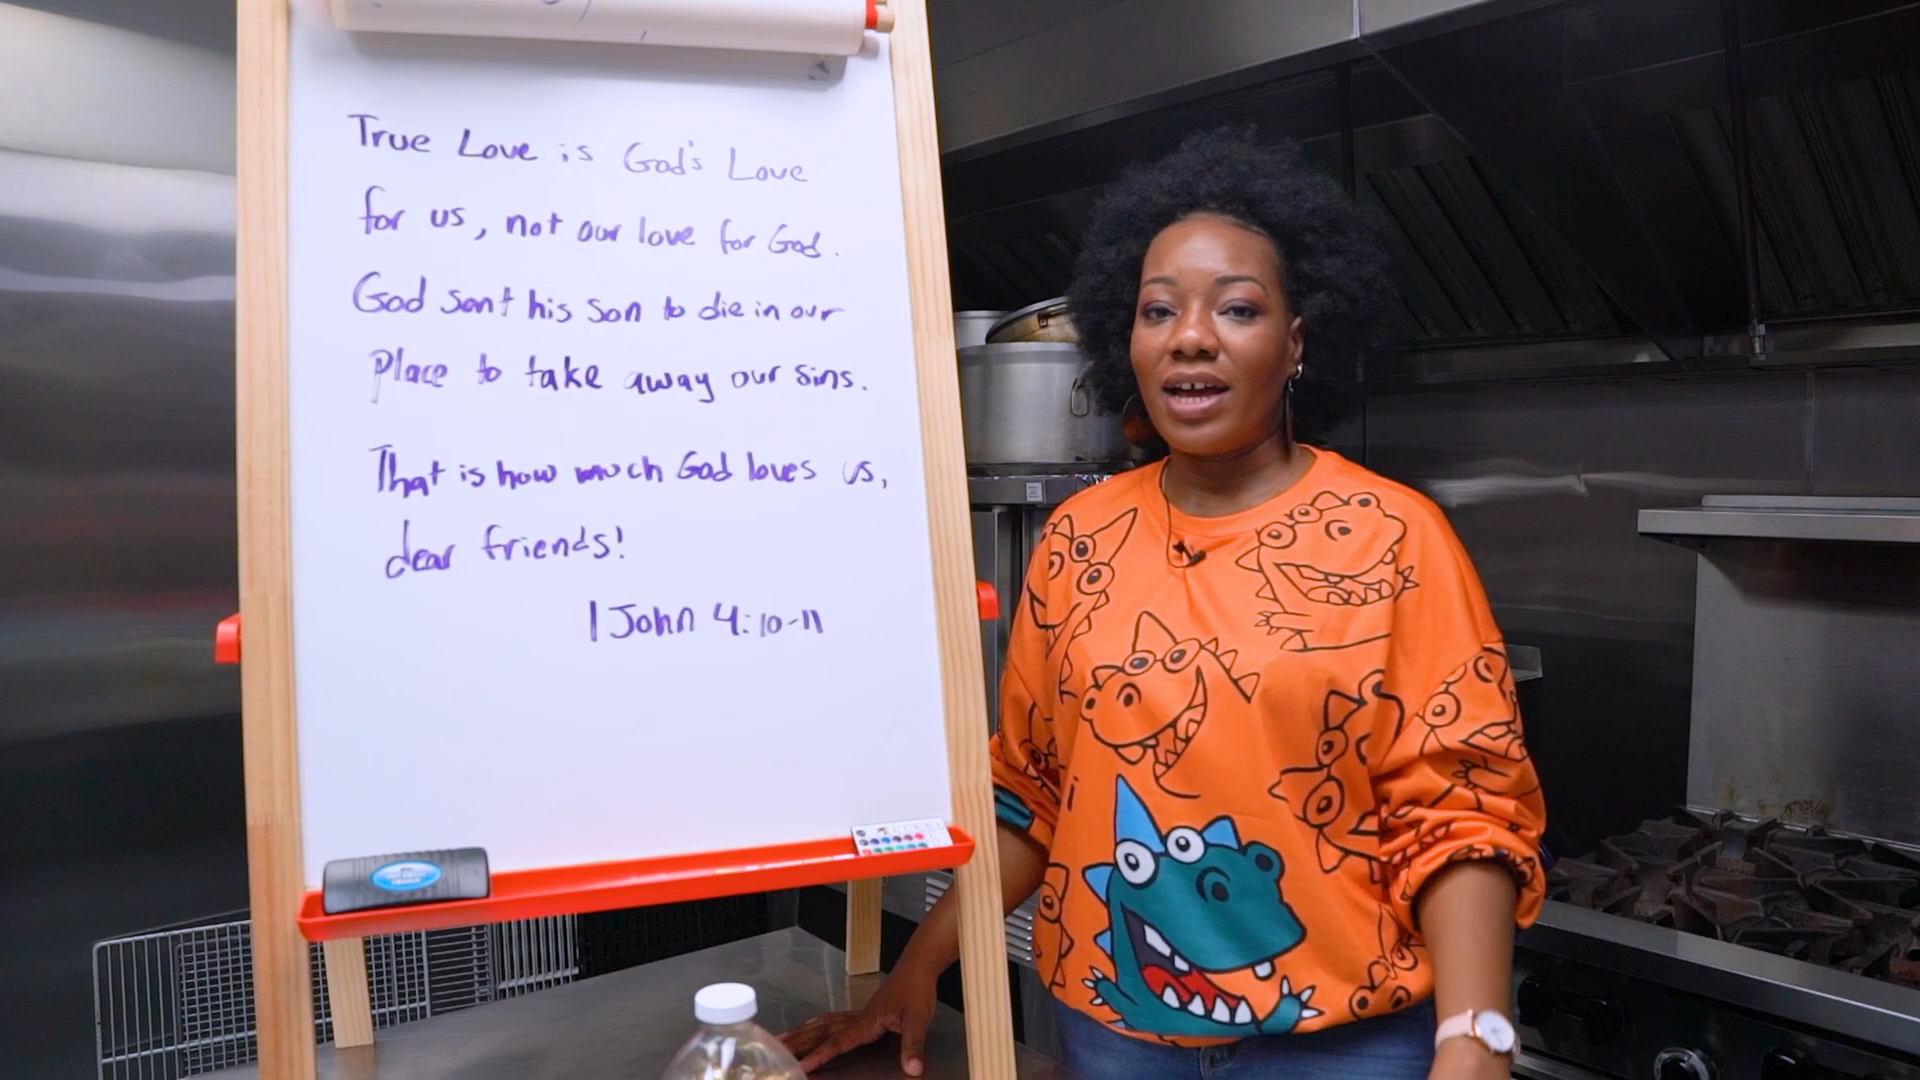 True Love is God's Love
for us, not our love for God.
God sent his son to die in our
Place to take away our sins.
That is how much God loves us,
dear friends!
1 John 4:10-11